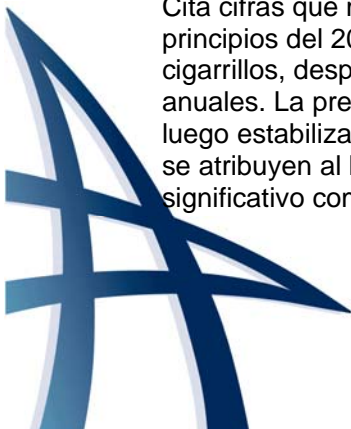 Cita cifras que
principios del 20
cigarrillos, desp
anuales. La pre
luego estabiliza
se atribuyen al
significativo con